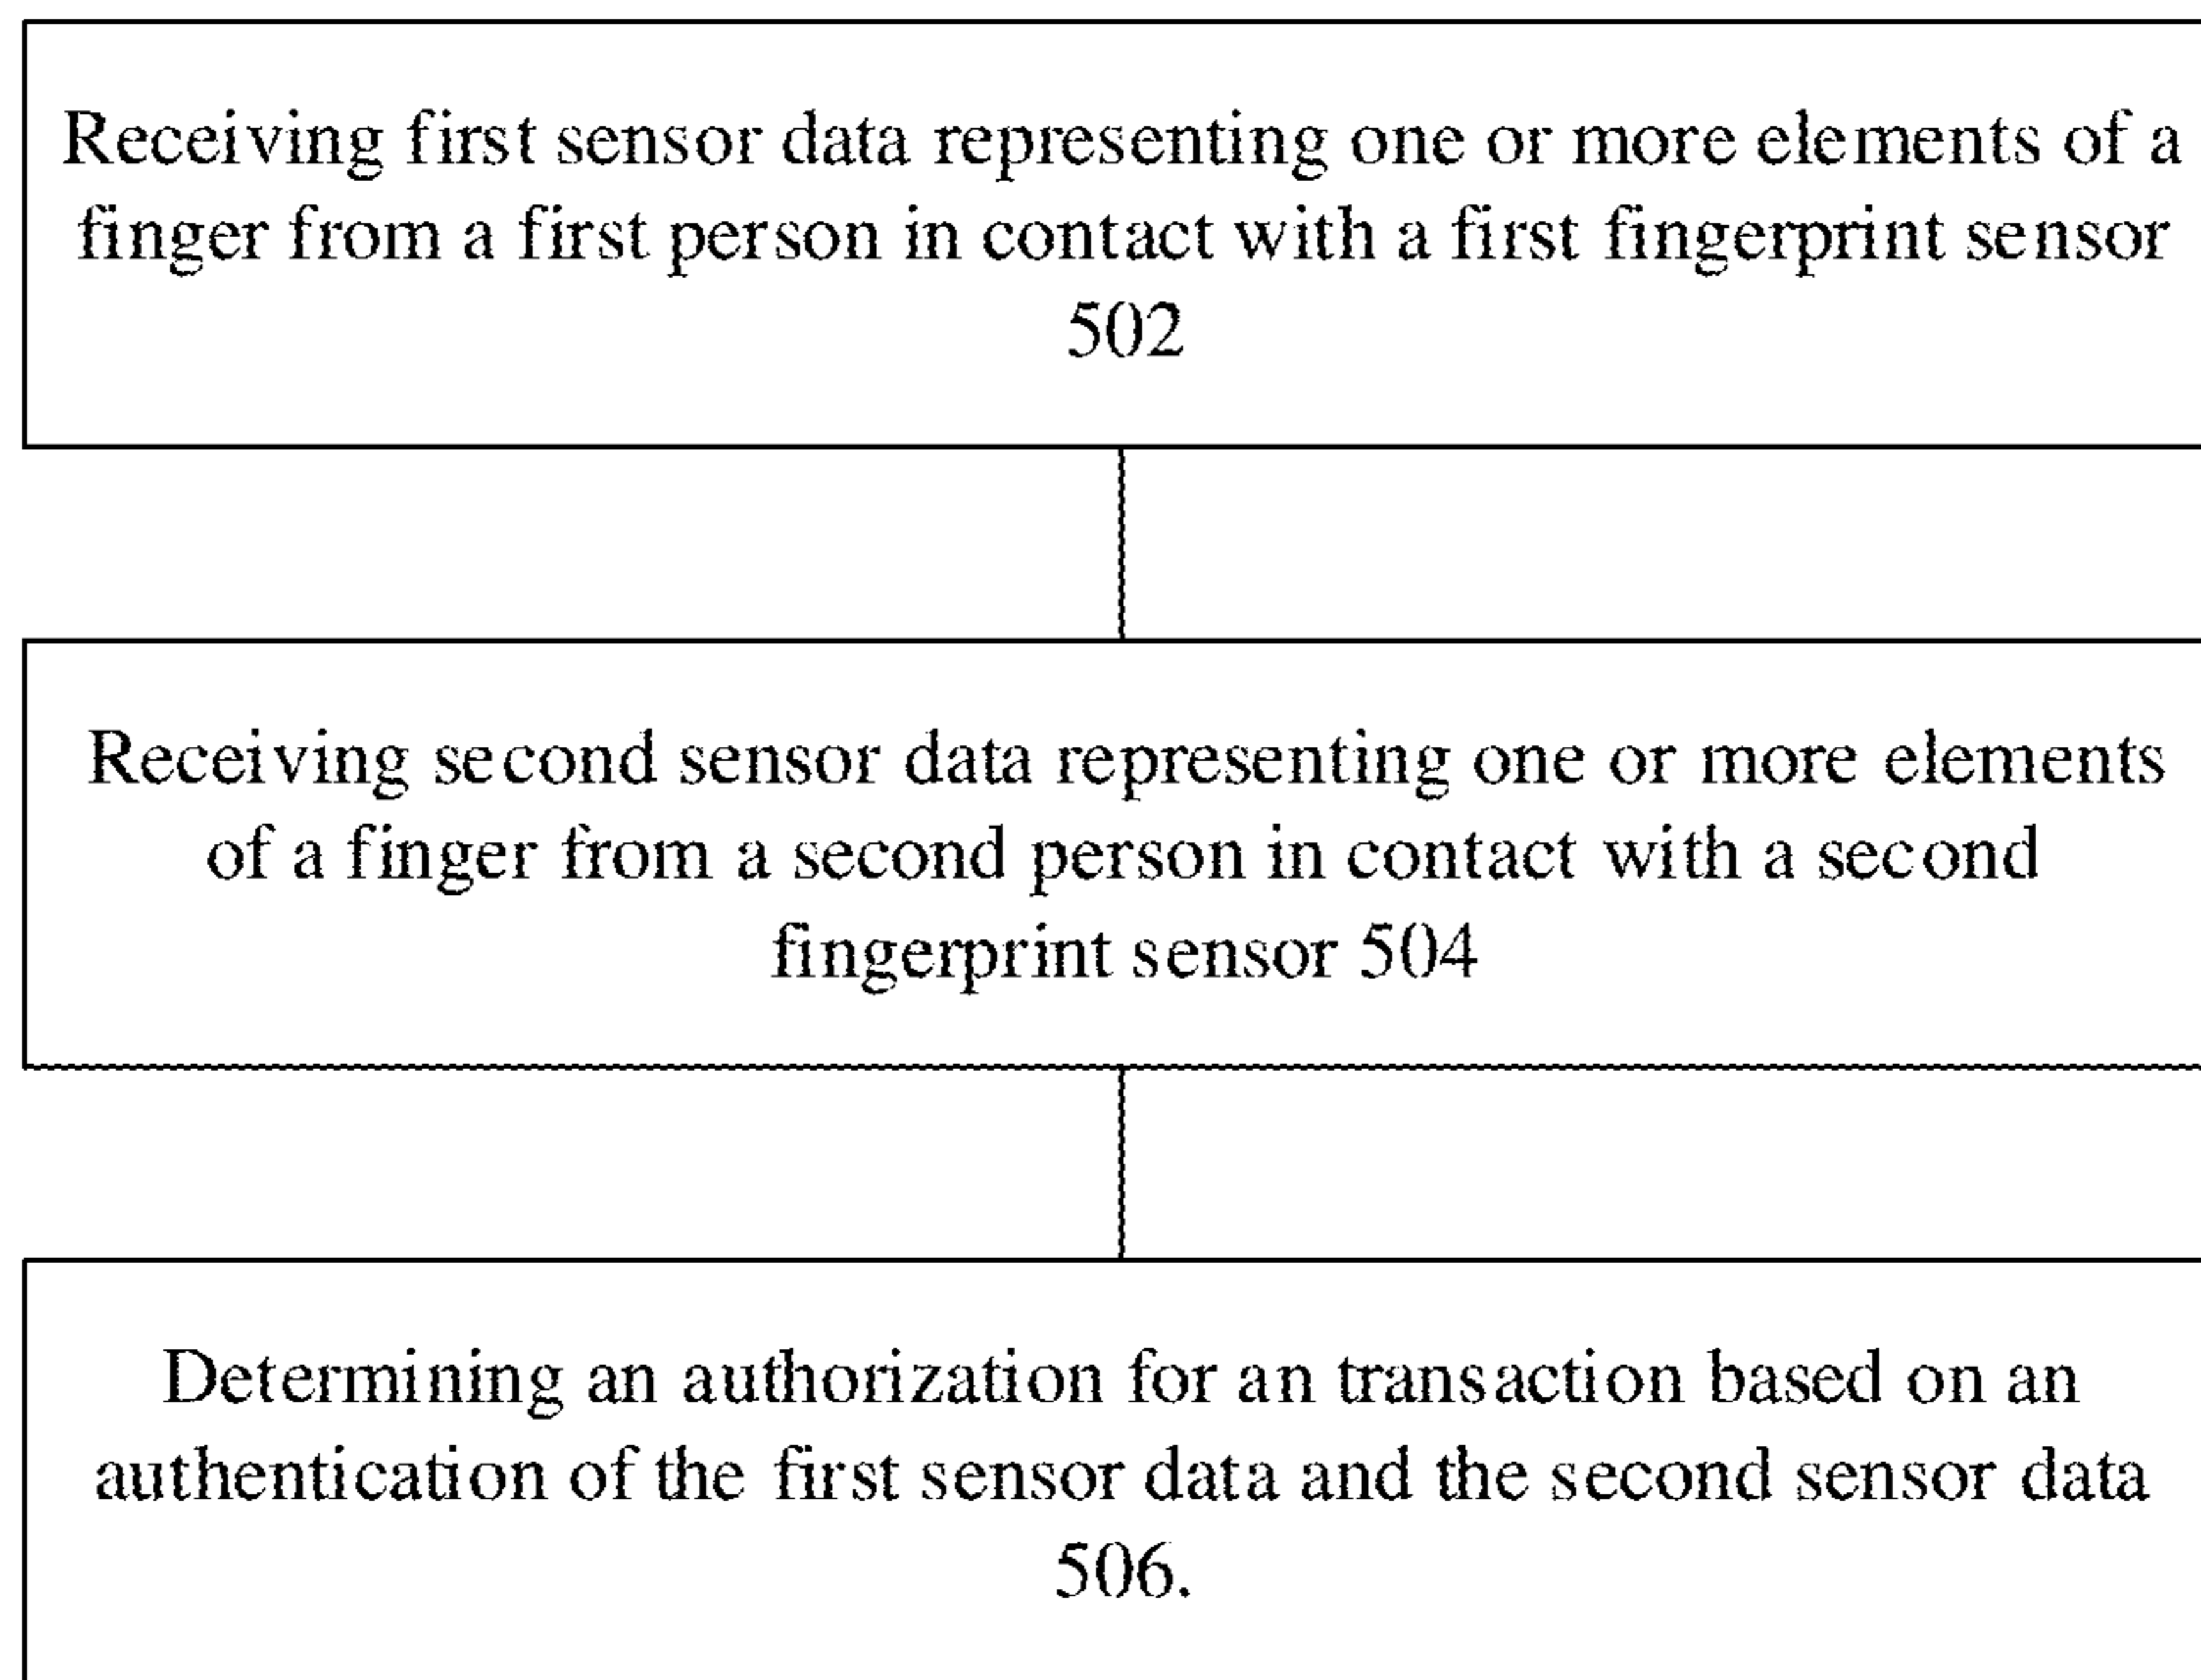 Receiving first sensor data representing one or more elements of a
finger from a first person in contact with a first fingerprint sensor
502
Receiving second sensor data representing one or more elements
of a finger from a second person in contact with a second
fingerprint sensor 504
Determining an authorization for an transaction based on an
authentication of the first sensor data and the second sensor data
506.